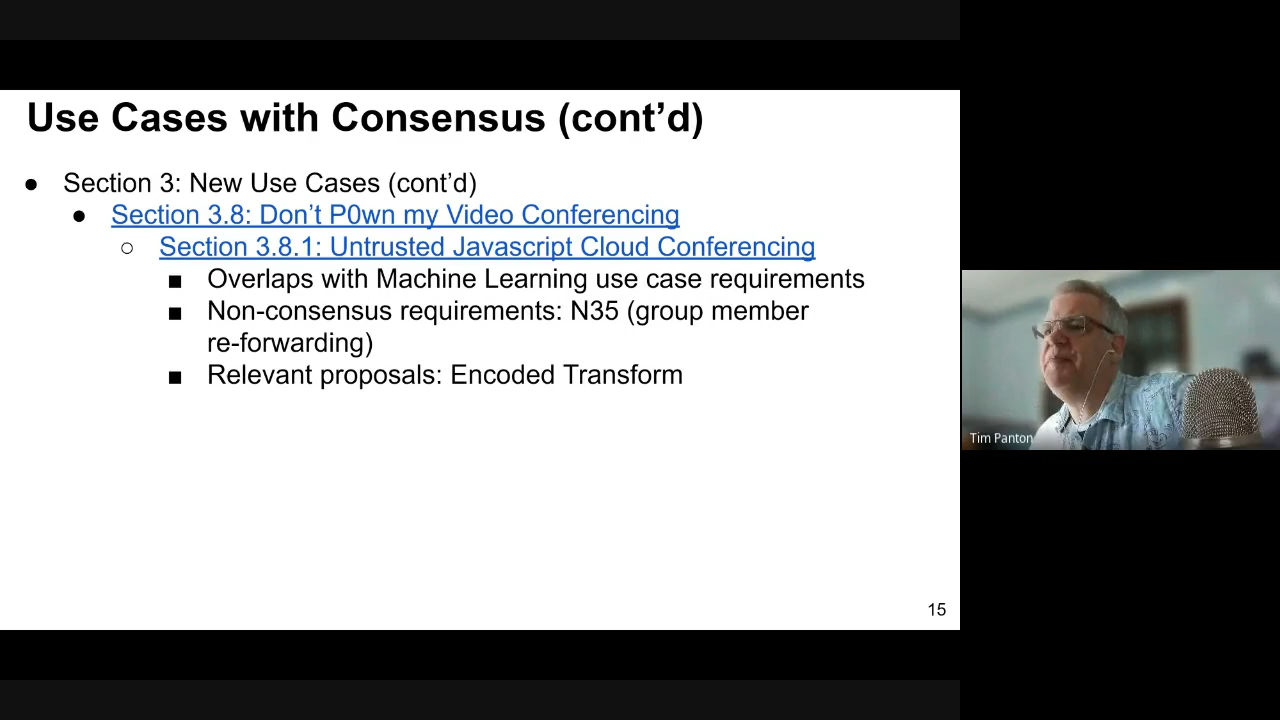 Use Cases with Consensus (cont’d)
● Section 3: New Use Cases (cont’d)
● Section 3.8: Don’t P0wn my Video Conferencing
○ Section 3.8.1: Untrusted Javascript Cloud Conferencing
■ Overlaps with Machine Learning use case requirements
■ Non-consensus requirements: N35 (group member
re-forwarding)
■ Relevant proposals: Encoded Transform
15
Tim Panton